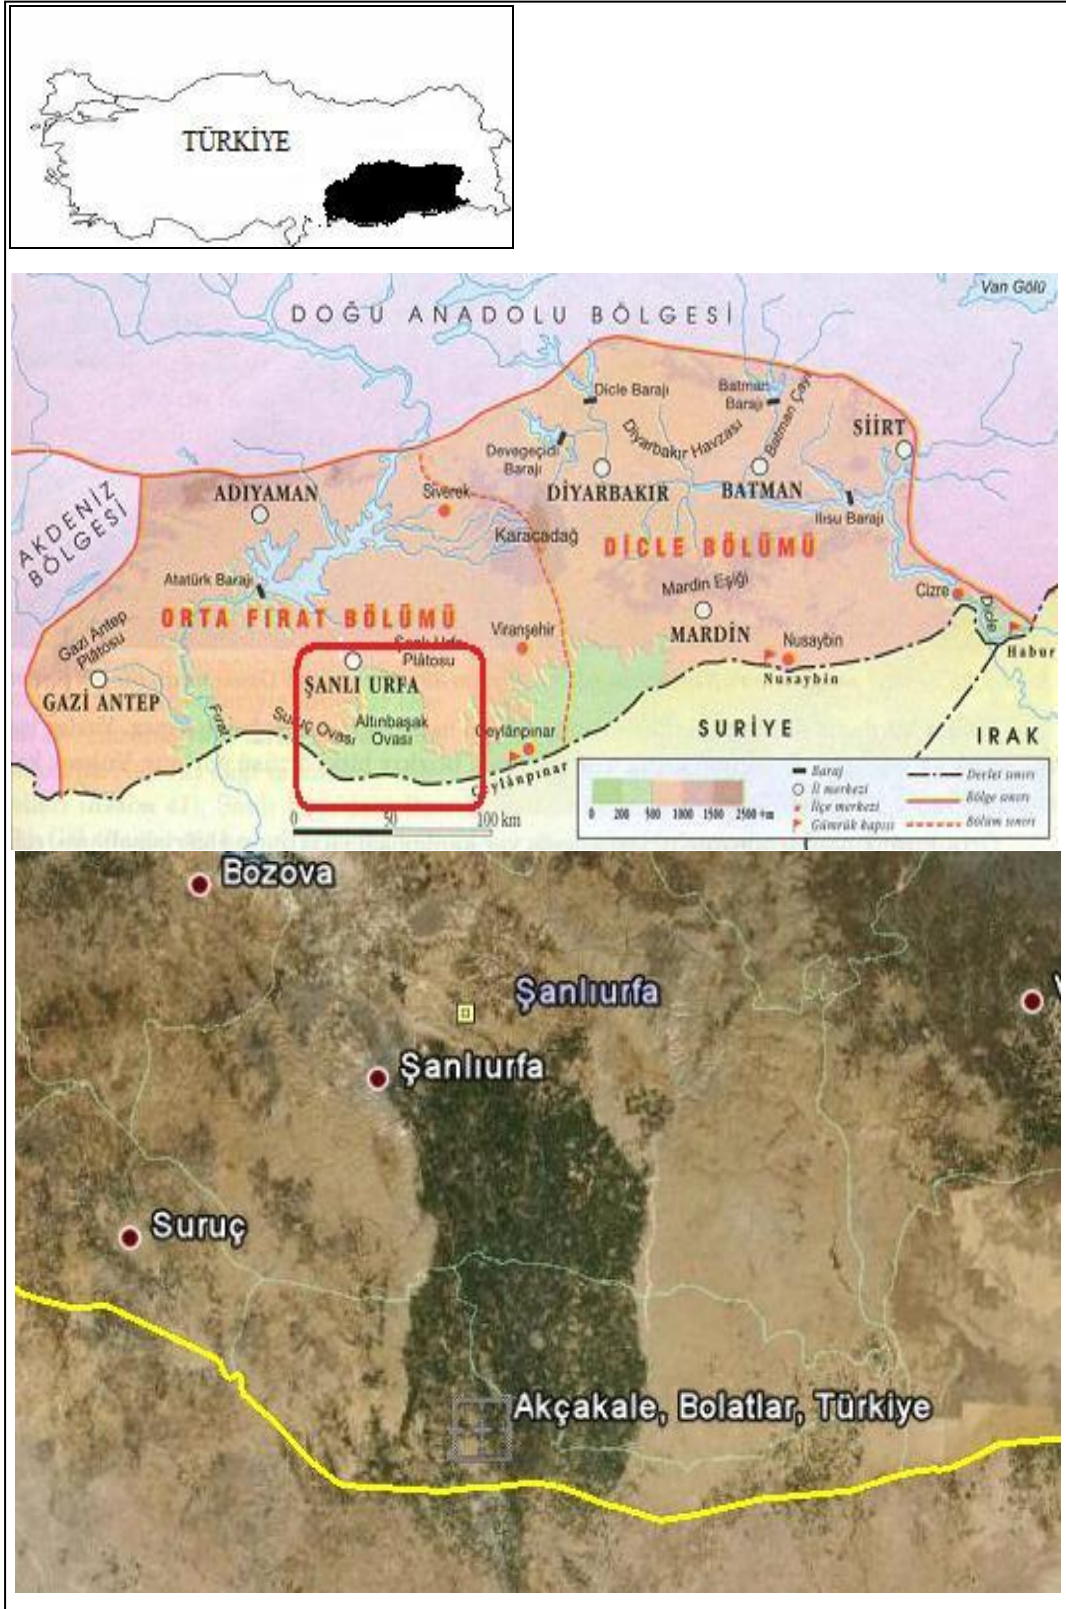 TÜRKİYE
Van Gölü
DOĞU ANADOLU BÖLGESİ
Dicle Barajı
Batman
Barajı
Batman Çayı
Diyarbakır Havzası
SİİRT
Devegeçidi
Barajı
ADIYAMAN
Siverek
DİYARBAKIR
BATMAN
Ilısu Barajı
AKDENİZ
BÖLGESİ
Karacadağ
DİCLE BÖLÜMÜ
Atatürk Barajı
Mardin Eşiği
Cizre
Dicle
ORTA FIRAT BÖLÜMÜ
Gazi Antep
Plâtosu
Viranşehir
MARDİN
Nusaybin
Habur
Şanlı Urfa
Plâtosu
Nusaybin
GAZİ ANTEP
ŞANLI URFA
Fırat
Suruç Ovası
Altınbaşak
Ovası
Ceylânpınar
SURİYE
IRAK
Ceylânpınar
Baraj
Devlet sınırı
İl merkezi
Bölge sınırı
İlçe merkezi
Gümrük kapısı
Bölüm sınırı
0 200 500 1000 1500 2500 +m
0 50 100 km
Bozova
Şanlıurfa
Şanlıurfa
Suruç
Akçakale, Bolatlar, Türkiye